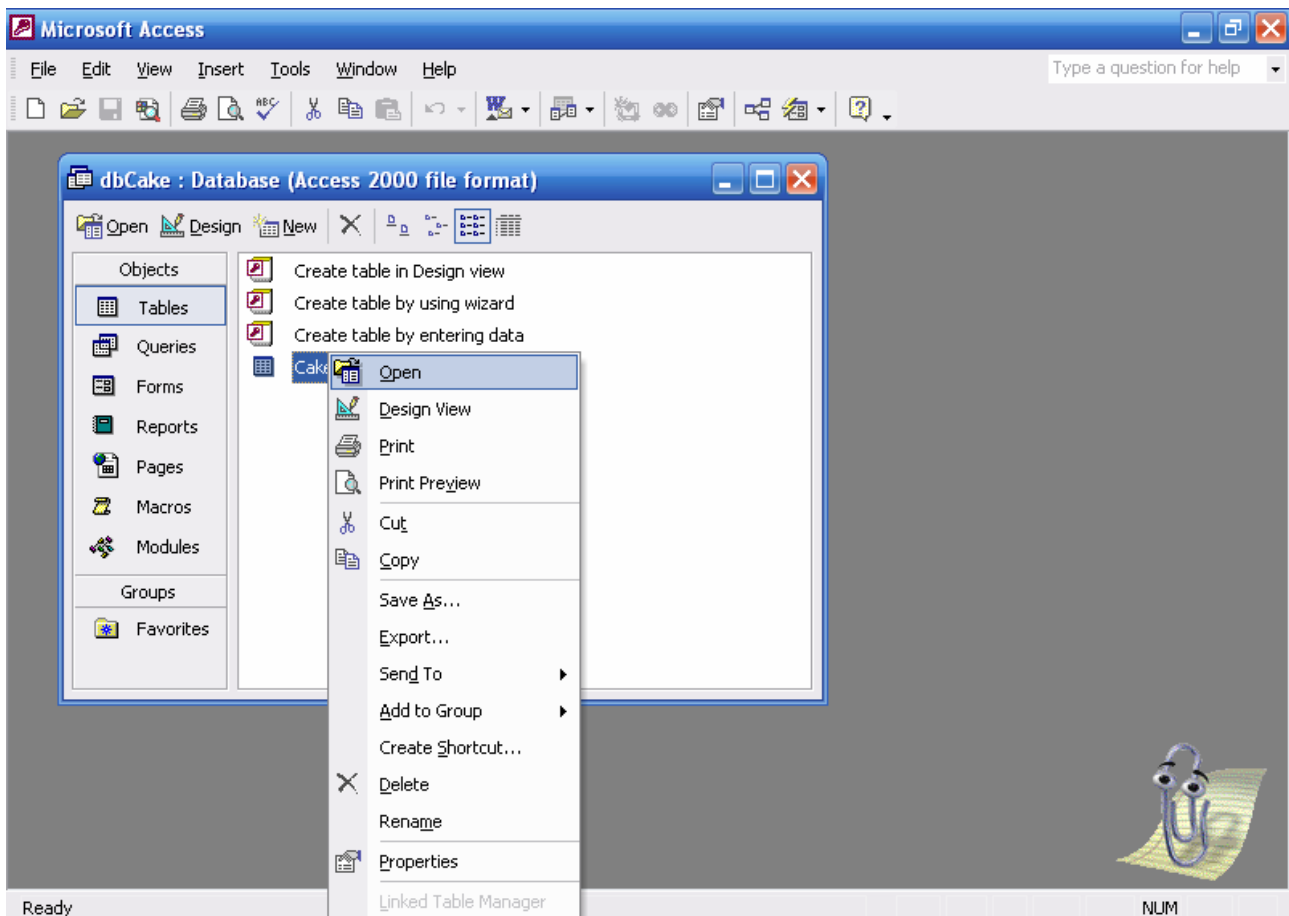 Microsoft Access
File Edit View Insert Tools Window Help Type a question for help
dbCake : Database (Access 2000 file format)
Open Design New
Objects
Tables
Queries
Forms
Reports
Pages
Macros
Modules
Groups
Favorites
Create table in Design view
Create table by using wizard
Create table by entering data
Cake
Open
Design View
Print
Print Preview
Cut
Copy
Save As...
Export...
Send To
Add to Group
Create Shortcut...
Delete
Rename
Properties
Linked Table Manager
Ready NUM